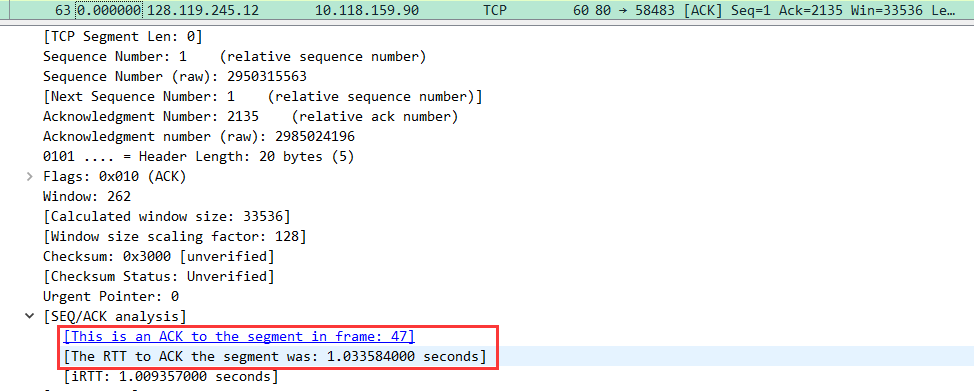 63 0.000000 128.119.245.12 10.118.159.90 TCP 60 80 → 58483 [ACK] Seq=1 Ack=2135 Win=33536 Le…
[TCP Segment Len: 0]
Sequence Number: 1 (relative sequence number)
Sequence Number (raw): 2950315563
[Next Sequence Number: 1 (relative sequence number)]
Acknowledgment Number: 2135 (relative ack number)
Acknowledgment number (raw): 2985024196
0101 .... = Header Length: 20 bytes (5)
Flags: 0x010 (ACK)
Window: 262
[Calculated window size: 33536]
[Window size scaling factor: 128]
Checksum: 0x3000 [unverified]
[Checksum Status: Unverified]
Urgent Pointer: 0
[SEQ/ACK analysis]
[This is an ACK to the segment in frame: 47]
[The RTT to ACK the segment was: 1.033584000 seconds]
[iRTT: 1.009357000 seconds]